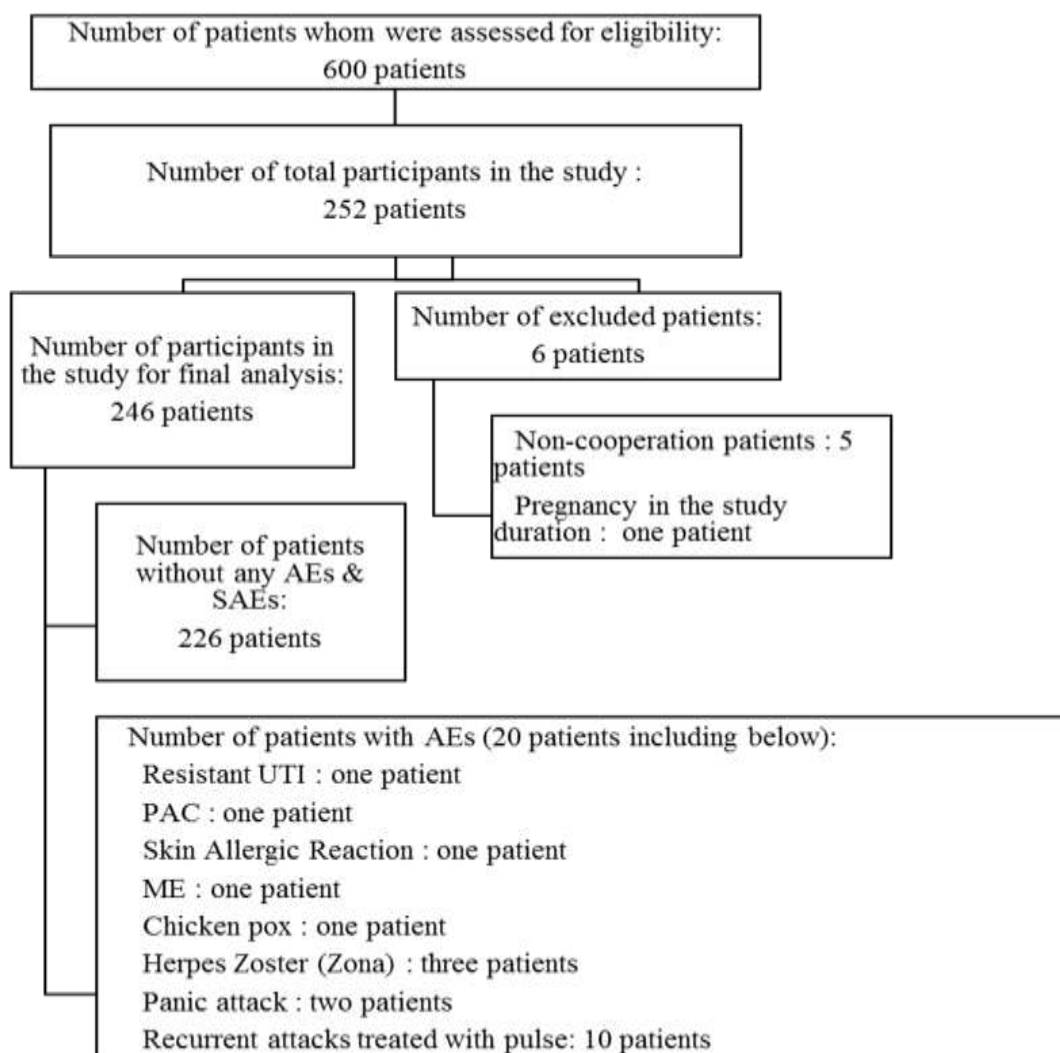 Number of patients whom were assessed for eligibility:
600 patients
Number of total participants in the study :
252 patients
Number of participants in
the study for final analysis:
246 patients
Number of excluded patients:
6 patients
Non-cooperation patients : 5
patients
Pregnancy in the study
duration : one patient
Number of patients
without any AEs &
SAEs:
226 patients
Number of patients with AEs (20 patients including below):
Resistant UTI : one patient
PAC : one patient
Skin Allergic Reaction : one patient
ME : one patient
Chicken pox : one patient
Herpes Zoster (Zona) : three patients
Panic attack : two patients
Recurrent attacks treated with pulse: 10 patients